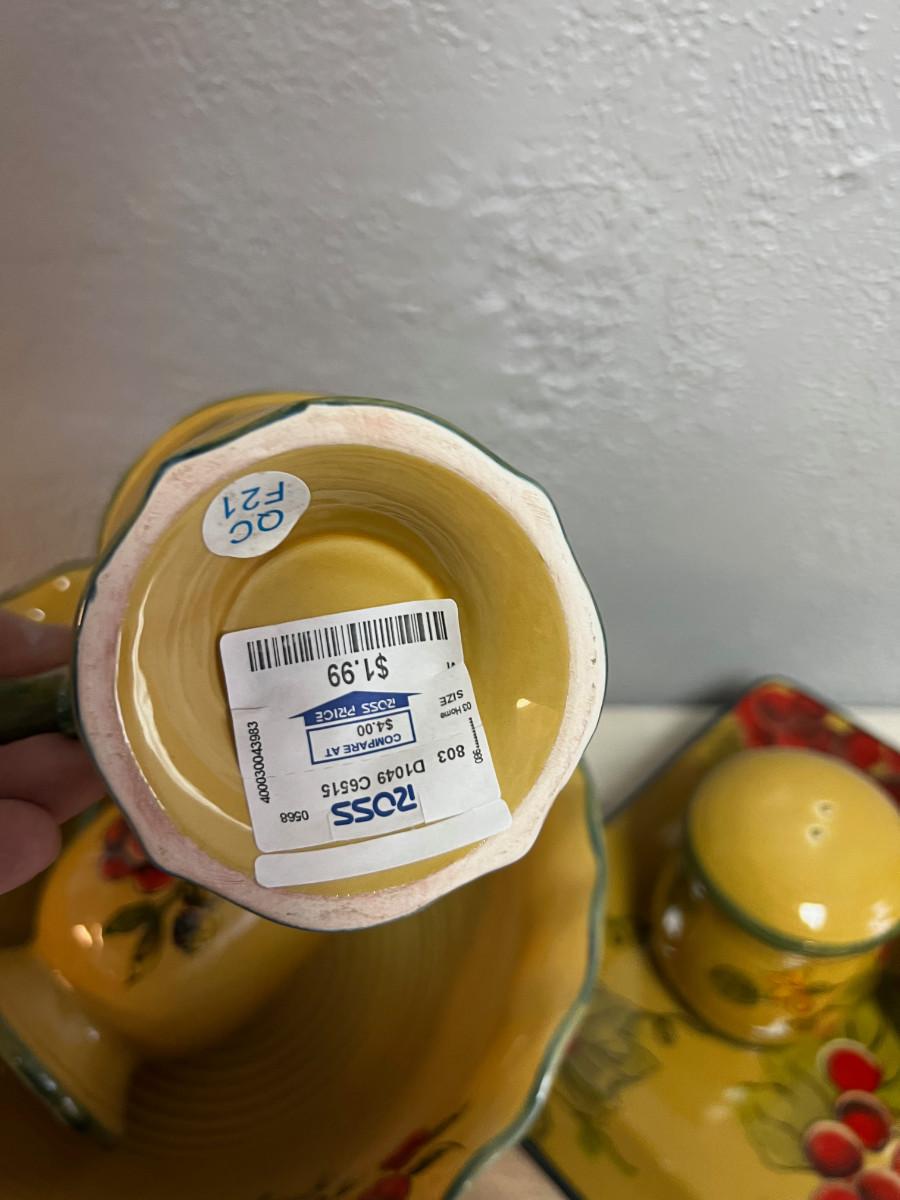 QC
F21
ROSS
0568
D1049 C6515
803
COMPARE AT
$4.00
ROSS PRICE
03 Home
SIZE
$1.99
400030043983